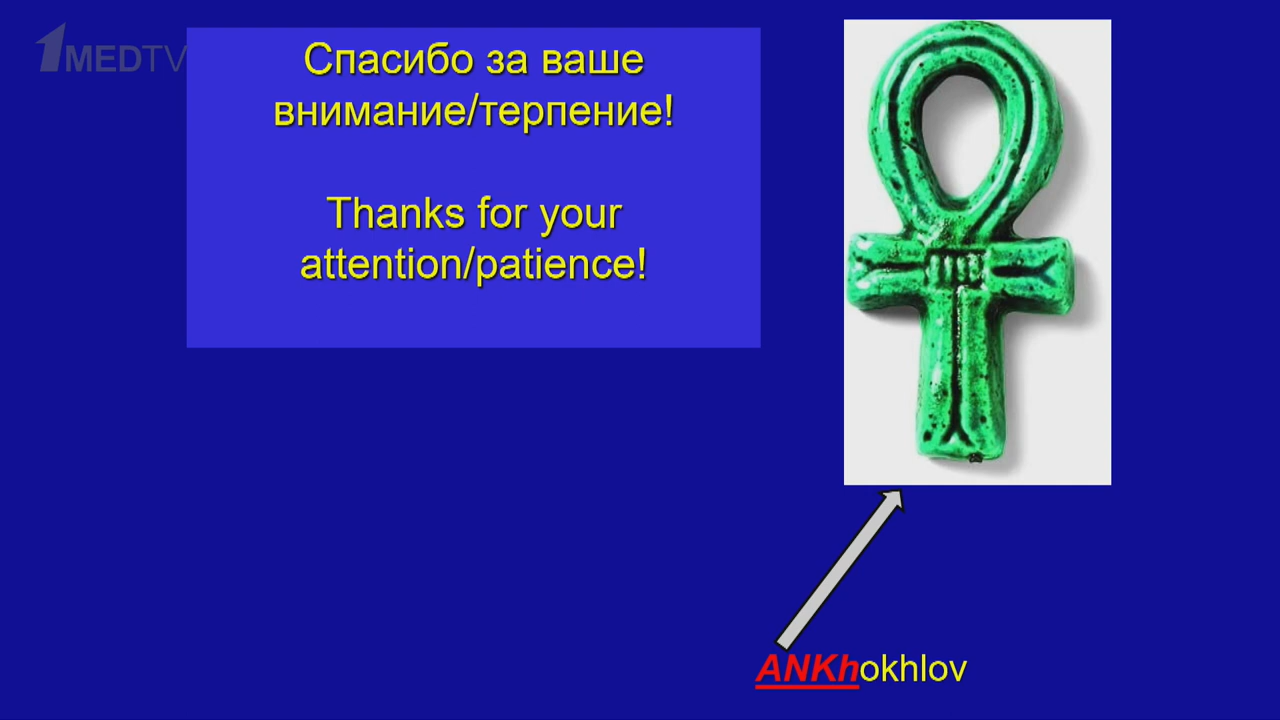 1MEDTV
Спасибо за ваше
внимание/терпение!
Thanks for your
attention/patience!
ANKhokhlov